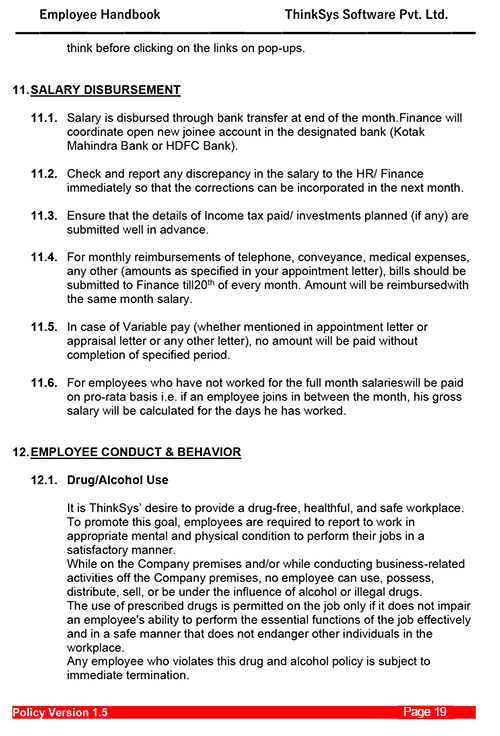 Employee Handbook ThinkSys Software Pvt. Ltd.
think before clicking on the links on pop-ups.
11. SALARY DISBURSEMENT
11.1. Salary is disbursed through bank transfer at end of the month.Finance will
coordinate open new joinee account in the designated bank (Kotak
Mahindra Bank or HDFC Bank).
11.2. Check and report any discrepancy in the salary to the HR/ Finance
immediately so that the corrections can be incorporated in the next month.
11.3. Ensure that the details of Income tax paid/ investments planned (if any) are
submitted well in advance.
11.4. For monthly reimbursements of telephone, conveyance, medical expenses,
any other (amounts as specified in your appointment letter), bills should be
submitted to Finance till20th of every month. Amount will be reimbursedwith
the same month salary.
11.5. In case of Variable pay (whether mentioned in appointment letter or
appraisal letter or any other letter), no amount will be paid without
completion of specified period.
11.6. For employees who have not worked for the full month salarieswill be paid
on pro-rata basis i.e. if an employee joins in between the month, his gross
salary will be calculated for the days he has worked.
12. EMPLOYEE CONDUCT & BEHAVIOR
12.1. Drug/Alcohol Use
It is ThinkSys' desire to provide a drug-free, healthful, and safe workplace.
To promote this goal, employees are required to report to work in
appropriate mental and physical condition to perform their jobs in a
satisfactory manner.
While on the Company premises and/or while conducting business-related
activities off the Company premises, no employee can use, possess,
distribute, sell, or be under the influence of alcohol or illegal drugs.
The use of prescribed drugs is permitted on the job only if it does not impair
an employee's ability to perform the essential functions of the job effectively
and in a safe manner that does not endanger other individuals in the
workplace.
Any employee who violates this drug and alcohol policy is subject to
immediate termination.
Policy Version 1.5 Page 19